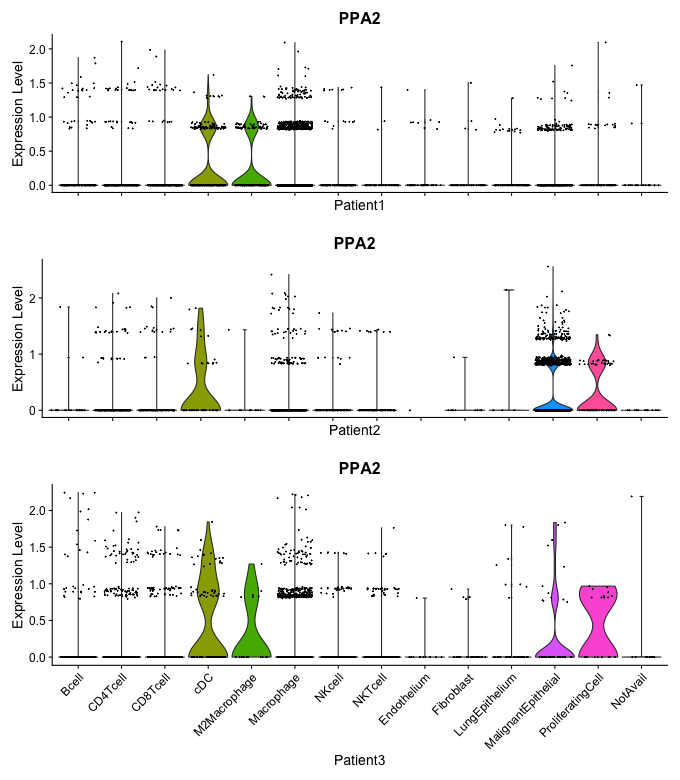 PPA2
Expression Level
2.0
1.5
1.0
0.5
0.0
Patient1
PPA2
Expression Level
2
1
0
Patient2
PPA2
Expression Level
2.0
1.5
1.0
0.5
0.0
Bcell
CD4Tcell
CD8Tcell
cDC
M2Macrophage
Macrophage
NKcell
NKTcell
Endothelium
Fibroblast
LungEpithelium
MalignantEpithelial
ProliferatingCell
NotAvail
Patient3